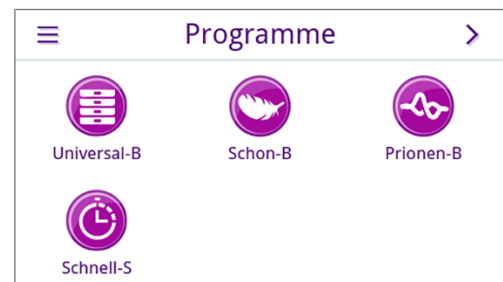 Programme
Universal-B
Schon-B
Prionen-B
Schnell-S